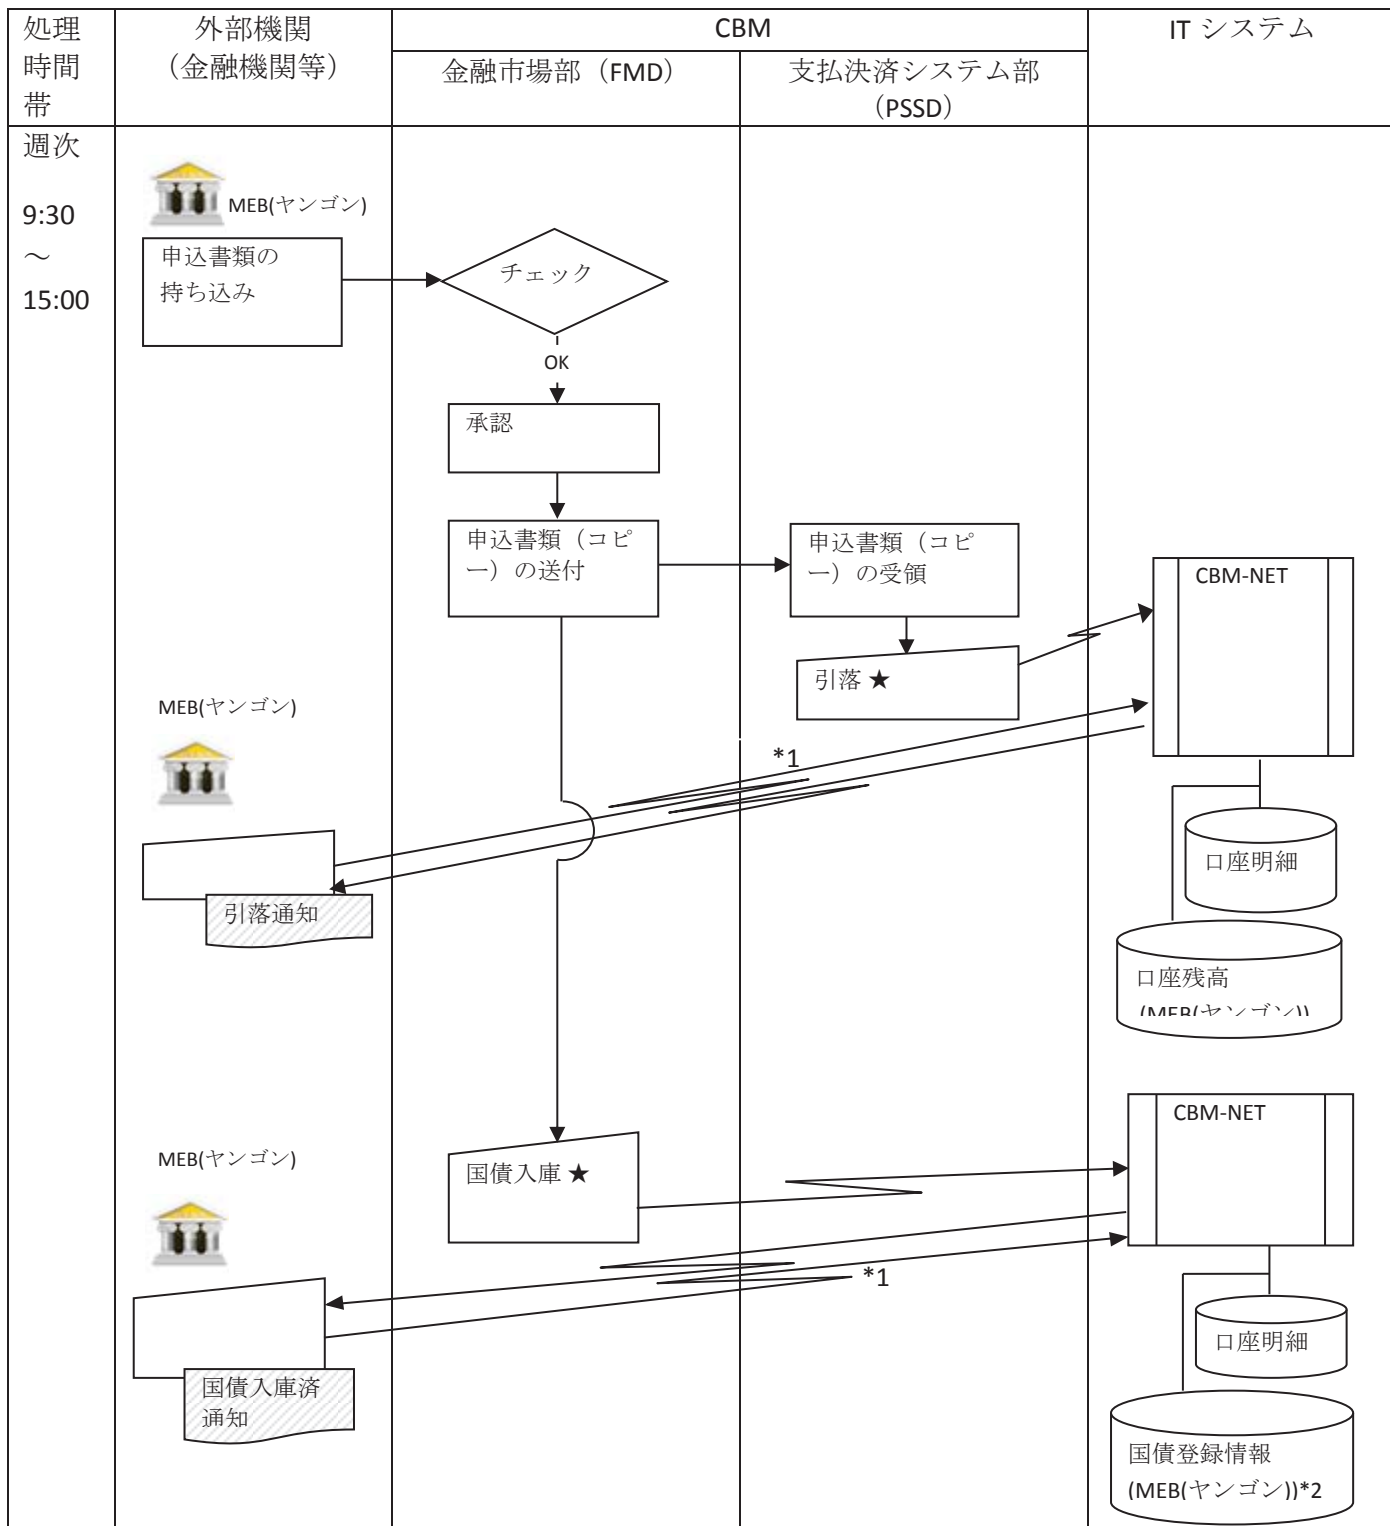 処理
時間
帯
外部機関
（金融機関等）
CBM
IT システム
金融市場部（FMD）
支払決済システム部
（PSSD）
週次
9:30
～
15:00
MEB(ヤンゴン)
申込書類の
持ち込み
チェック
OK
承認
申込書類（コピ
ー）の送付
申込書類（コピ
ー）の受領
CBM-NET
引落 ★
MEB(ヤンゴン)
*1
口座明細
引落通知
口座残高
(MEB(ヤンゴン))
CBM-NET
MEB(ヤンゴン)
国債入庫 ★
*1
口座明細
国債入庫済
通知
国債登録情報
(MEB(ヤンゴン))*2